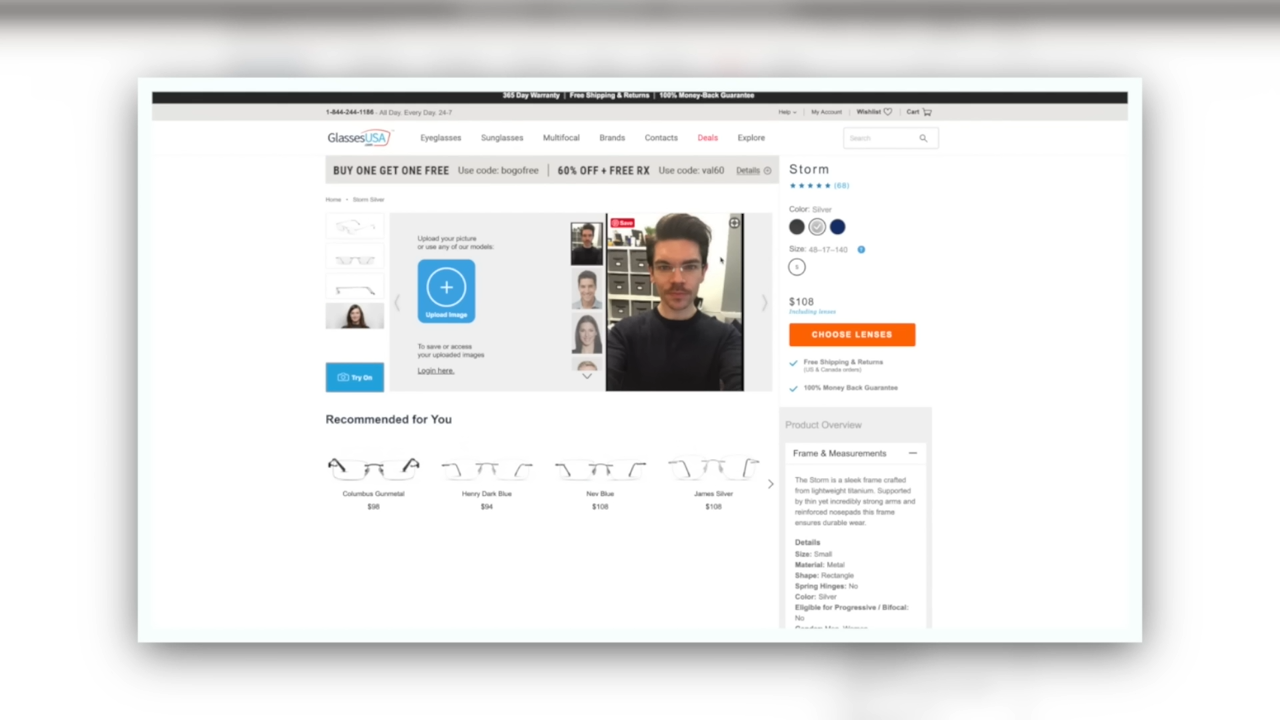 365 Day Warranty | Free Shipping & Returns | 100% Money-Back Guarantee
1-844-244-1186 - All Day. Every Day. 24-7
Help | My Account | Wishlist | Cart
GlassesUSA
.com
Eyeglasses Sunglasses Multifocal Brands Contacts Deals Explore
Search
BUY ONE GET ONE FREE Use code: bogofree | 60% OFF + FREE RX Use code: val60 Details
Home • Storm Silver
Upload your picture
or use any of our models:
Upload Image
To save or access
your uploaded images
Login here.
Save
Try On
Storm
(68)
Color: Silver
Size: 48-17-140
?
S
$108
Including lenses
CHOOSE LENSES
Free Shipping & Returns
(US & Canada orders)
100% Money Back Guarantee
Recommended for You
Columbus Gunmetal
$98
Henry Dark Blue
$94
Nev Blue
$108
James Silver
$108
Product Overview
Frame & Measurements
The Storm is a sleek frame crafted
from lightweight titanium. Supported
by thin yet incredibly strong arms and
reinforced nosepads this frame
ensures durable wear.
Details
Size: Small
Material: Metal
Shape: Rectangle
Spring Hinges: No
Color: Silver
Eligible for Progressive / Bifocal:
No